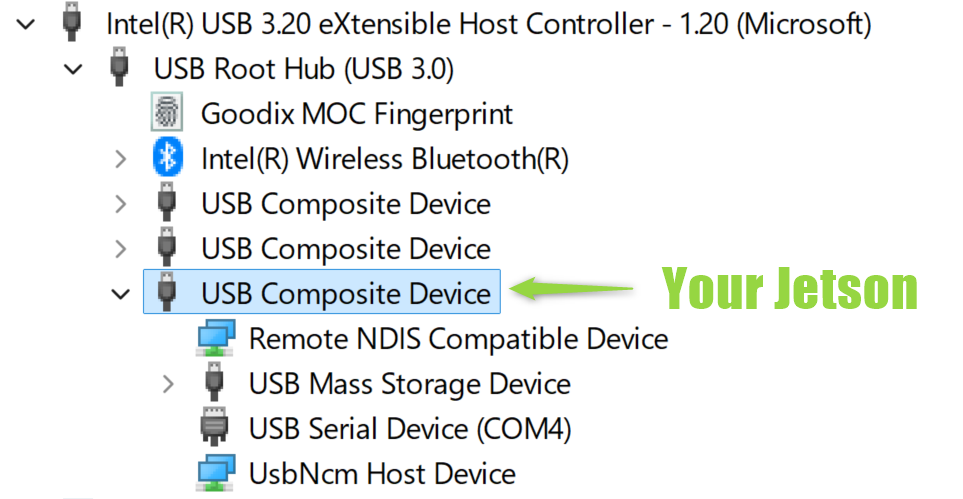 Intel(R) USB 3.20 eXtensible Host Controller - 1.20 (Microsoft)
USB Root Hub (USB 3.0)
Goodix MOC Fingerprint
Intel(R) Wireless Bluetooth(R)
USB Composite Device
USB Composite Device
USB Composite Device Your Jetson
Remote NDIS Compatible Device
USB Mass Storage Device
USB Serial Device (COM4)
UsbNcm Host Device